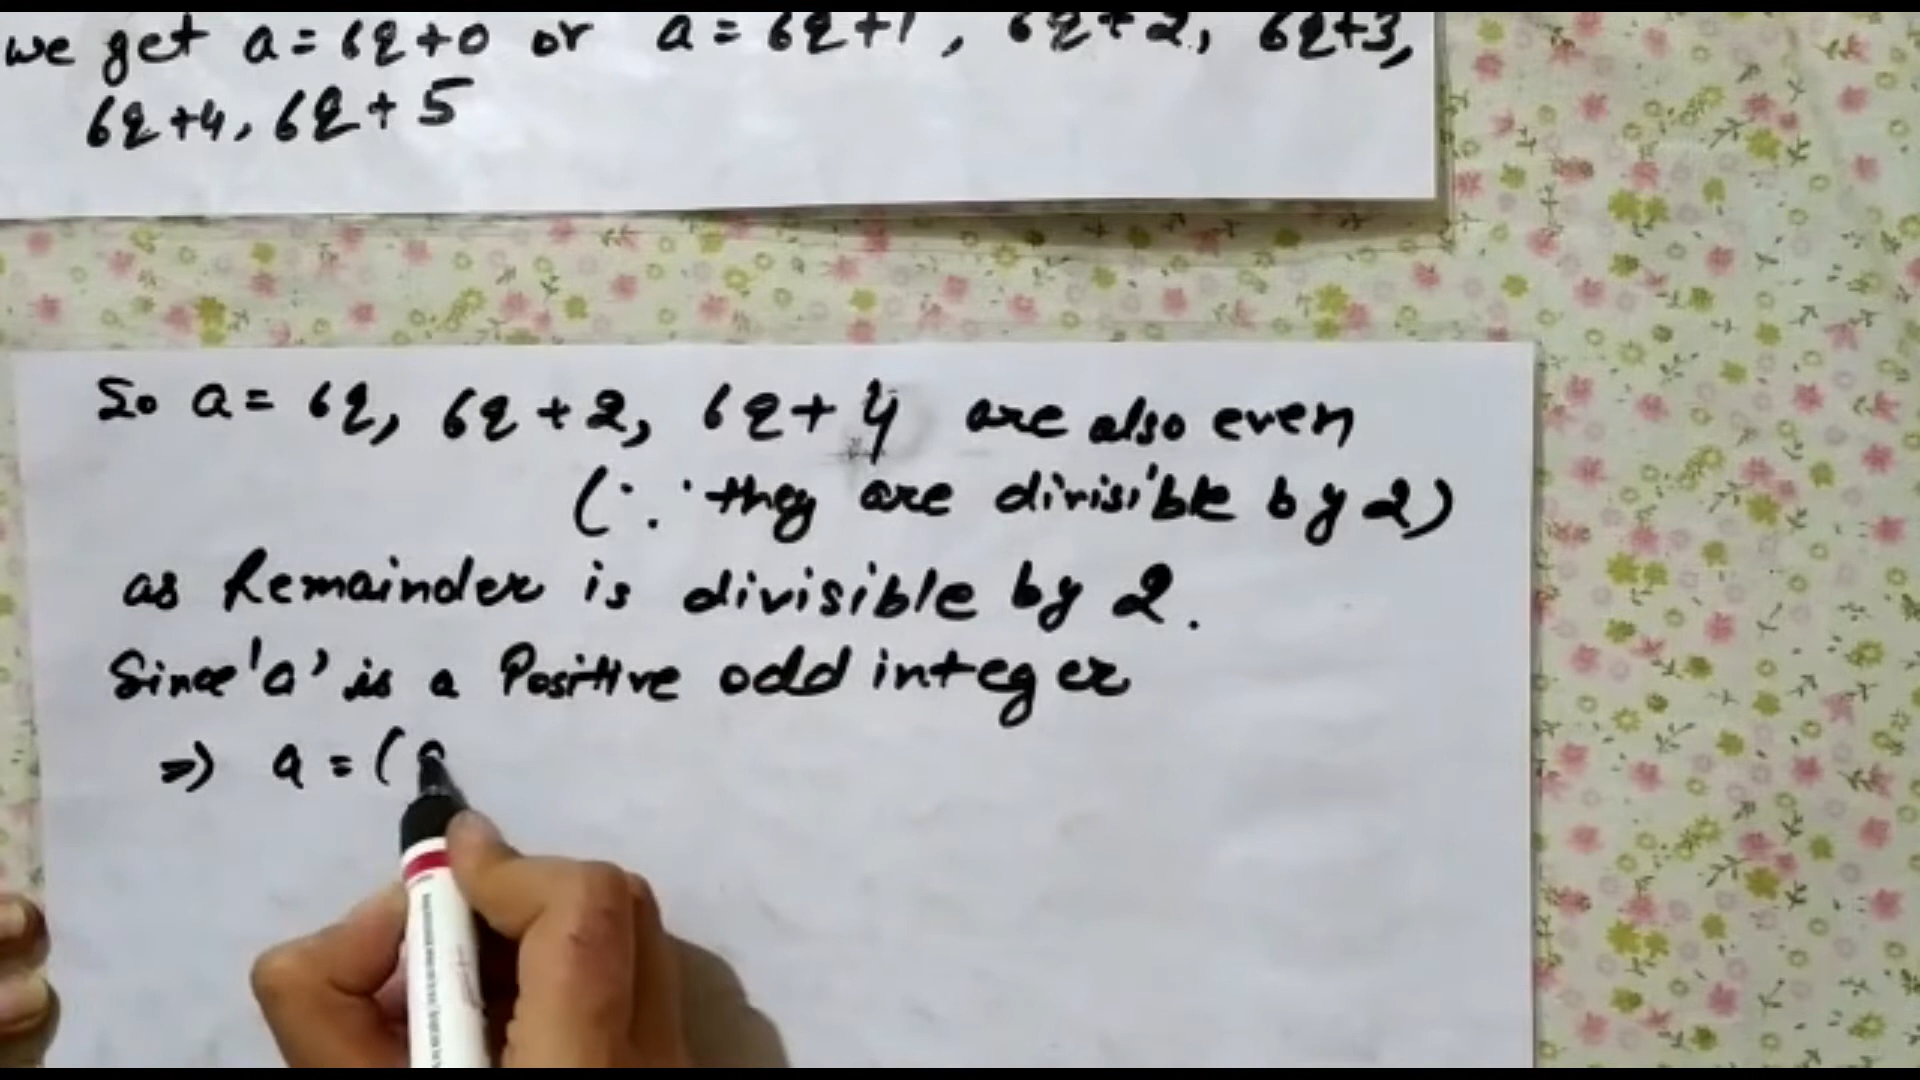 we get a = 6q+0 or a = 6q+1, 6q+2, 6q+3,
6q+4, 6q+5
So a = 6q, 6q+2, 6q+4 are also even
(∵ they are divisible by 2)
as Remainder is divisible by 2.
Since 'a' is a Positive odd integer
⇒ a = (